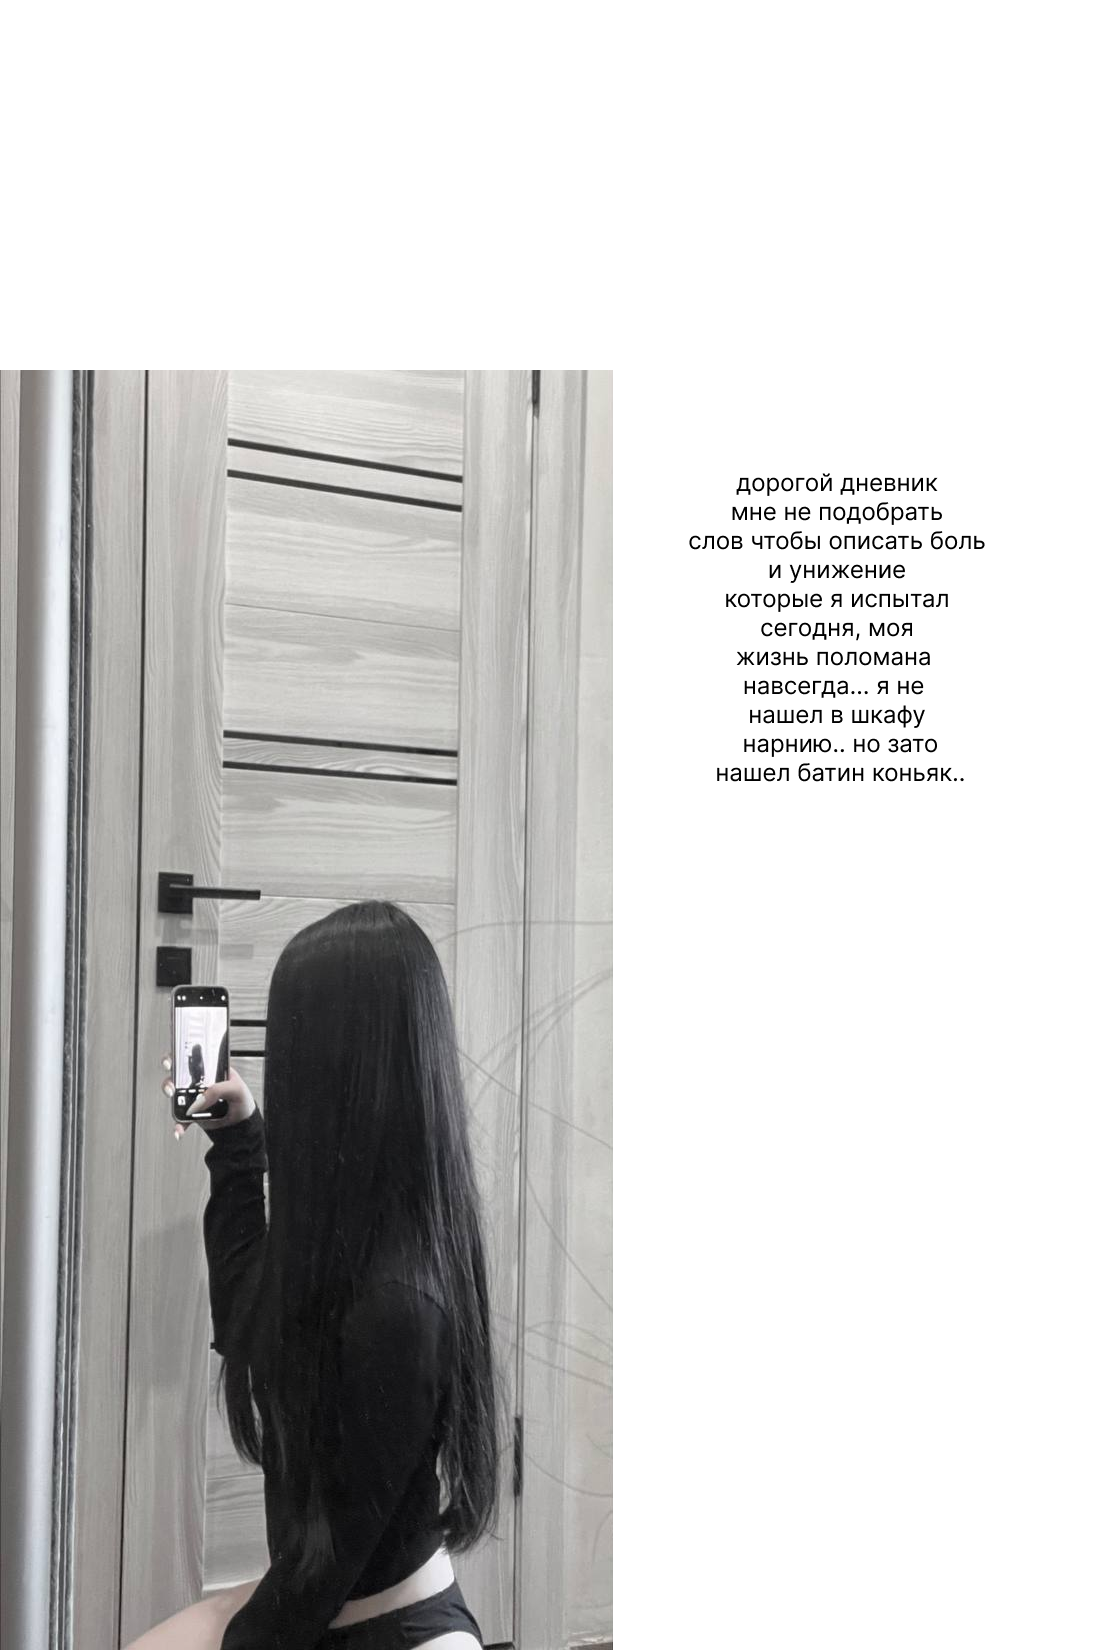 дорогой дневник
мне не подобрать
слов чтобы описать боль
и унижение
которые я испытал
сегодня, моя
жизнь поломана
навсегда... я не
нашел в шкафу
нарнию.. но зато
нашел батин коньяк..